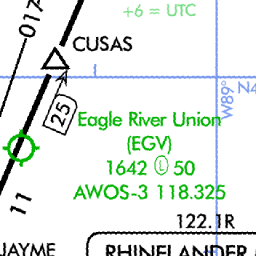 +6 = UTC
017
CUSAS
W89°
N4
25
Eagle River Union
(EGV)
1642 Ⓛ 50
AWOS-3 118.325
11
122.1R
JAYME
RHINELANDER